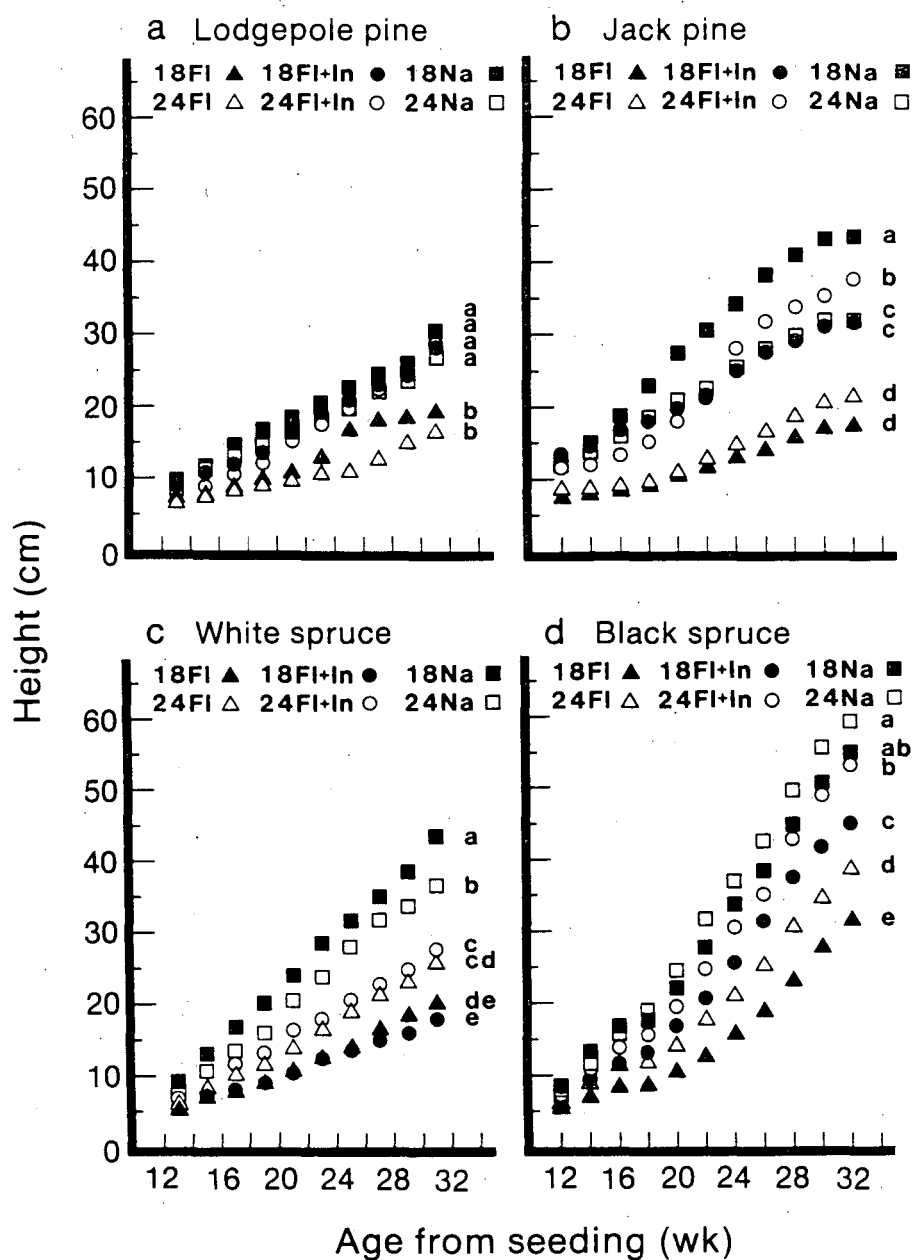 a Lodgepole pine
18Fl ▲ 18Fl+In ● 18Na ■
24Fl △ 24Fl+In ○ 24Na □
60
50
40
30
20
10
0
a
a
a
a
b
b
b Jack pine
18Fl ▲ 18Fl+In ● 18Na ■
24Fl △ 24Fl+In ○ 24Na □
a
b
c
c
d
d
Height (cm)
c White spruce
18Fl ▲ 18Fl+In ● 18Na ■
24Fl △ 24Fl+In ○ 24Na □
60
50
40
30
20
10
0
a
b
c
cd
de
e
12 16 20 24 28 32
d Black spruce
18Fl ▲ 18Fl+In ● 18Na ■
24Fl △ 24Fl+In ○ 24Na □
a
ab
b
c
d
e
12 16 20 24 28 32
Age from seeding (wk)